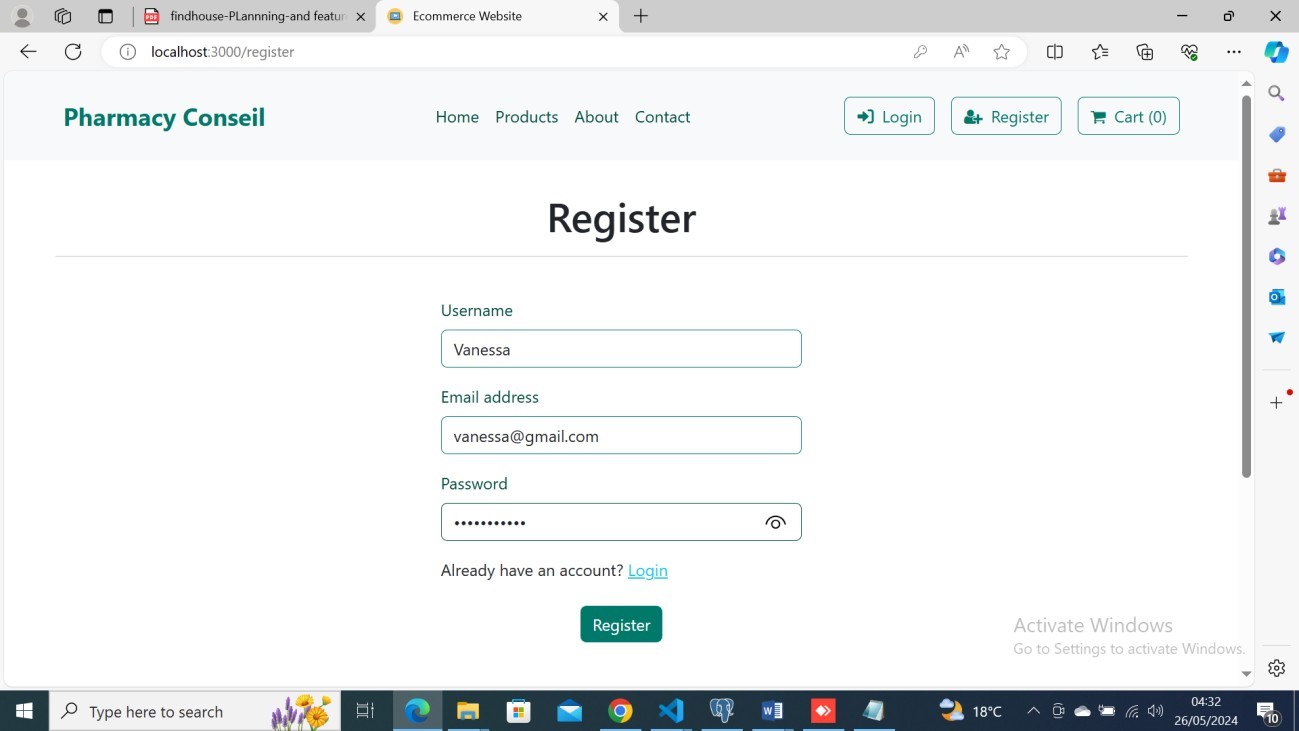 findhouse-PLannning-and featur
Ecommerce Website
localhost:3000/register
Pharmacy Conseil
Home Products About Contact
Login
Register
Cart (0)
Register
Username
Vanessa
Email address
vanessa@gmail.com
Password
Already have an account? Login
Register
Activate Windows
Go to Settings to activate Windows.
Type here to search
18°C
04:32
26/05/2024
10